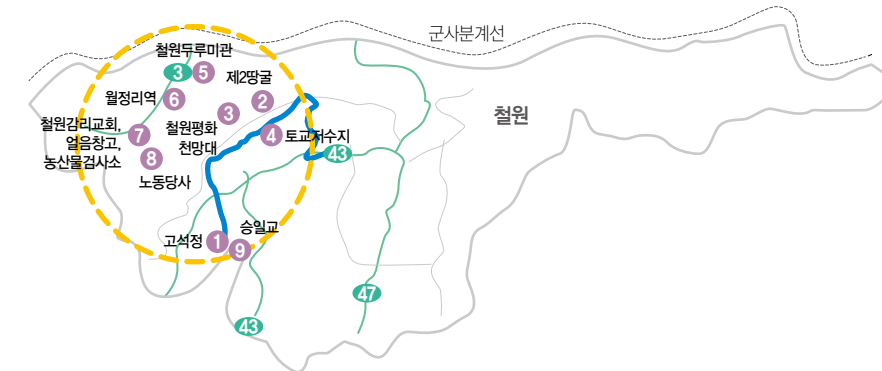 군사분계선
철원두루미관
3
5
제2땅굴
월정리역
6
3
2
철원
철원감리교회,
얼음창고,
농산물검사소
7
철원평화
천망대
4
토교저수지
8
43
노동당사
승일교
고석정
1
9
47
43